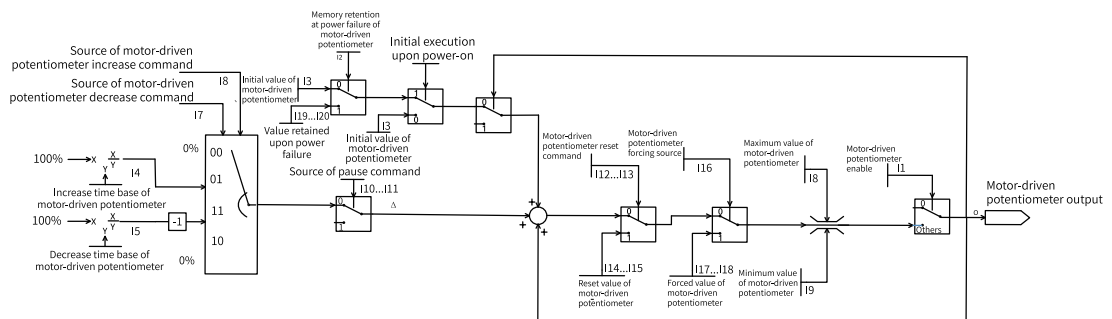 Source of motor-driven
potentiometer increase command
I8
Source of motor-driven
potentiometer decrease command
I7
0%
00
01
11
10
0%
100%
X
X
Y
Y
I4
Increase time base of
motor-driven potentiometer
100%
X
X
Y
Y
I5
-1
Decrease time base of
motor-driven potentiometer
Memory retention
at power failure of
motor-driven
potentiometer
I2
Initial value of
motor-driven
potentiometer
I3
0
1
I19...I20
Value retained
upon power
failure
Initial execution
upon power-on
1
0
I3
Initial value of
motor-driven
potentiometer
0
1
Source of pause command
I10...I11
0
1
Δ
+
+
+
Motor-driven
potentiometer reset
command
I12...I13
0
1
I14...I15
Reset value of
motor-driven
potentiometer
Motor-driven
potentiometer
forcing source
I16
0
1
I17...I18
Forced value of
motor-driven
potentiometer
Maximum value of
motor-driven
potentiometer
I8
Minimum value
of motor-driven
potentiometer
I9
Motor-driven
potentiometer
enable
I1
0
Others
o
Motor-driven
potentiometer output